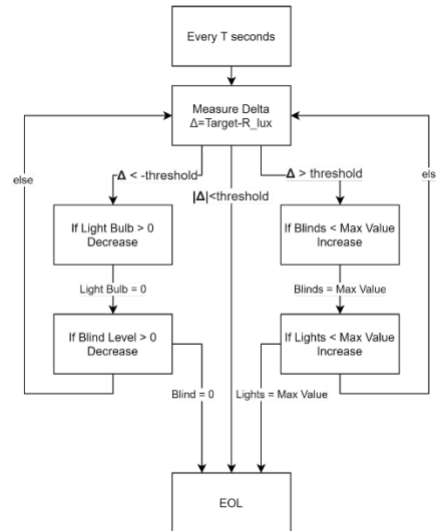 Every T seconds
Measure Delta
Δ=Target-R_lux
else
els
Δ < -threshold
Δ > threshold
|Δ|<threshold
If Light Bulb > 0
Decrease
If Blinds < Max Value
Increase
Light Bulb = 0
Blinds = Max Value
If Blind Level > 0
Decrease
If Lights < Max Value
Increase
Blind = 0
Lights = Max Value
EOL